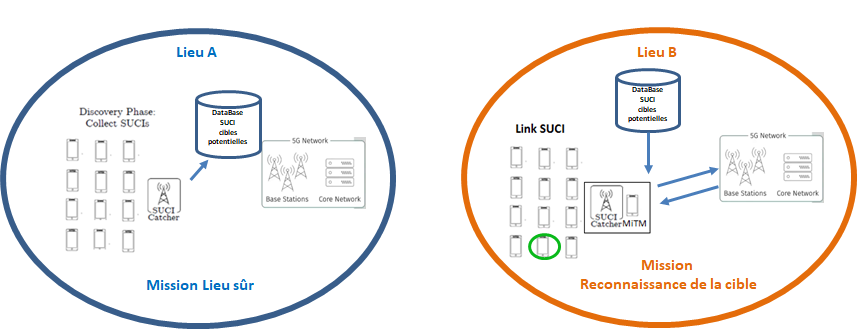 Lieu A
Discovery Phase:
Collect SUCIs
DataBase
SUCI
cibles
potentielles
5G Network
Base Stations
Core Network
SUCI
Catcher
Mission Lieu sûr
Lieu B
DataBase
SUCI
cibles
potentielles
Link SUCI
5G Network
Base Stations
Core Network
SUCI
Catcher MiTM
Mission
Reconnaissance de la cible